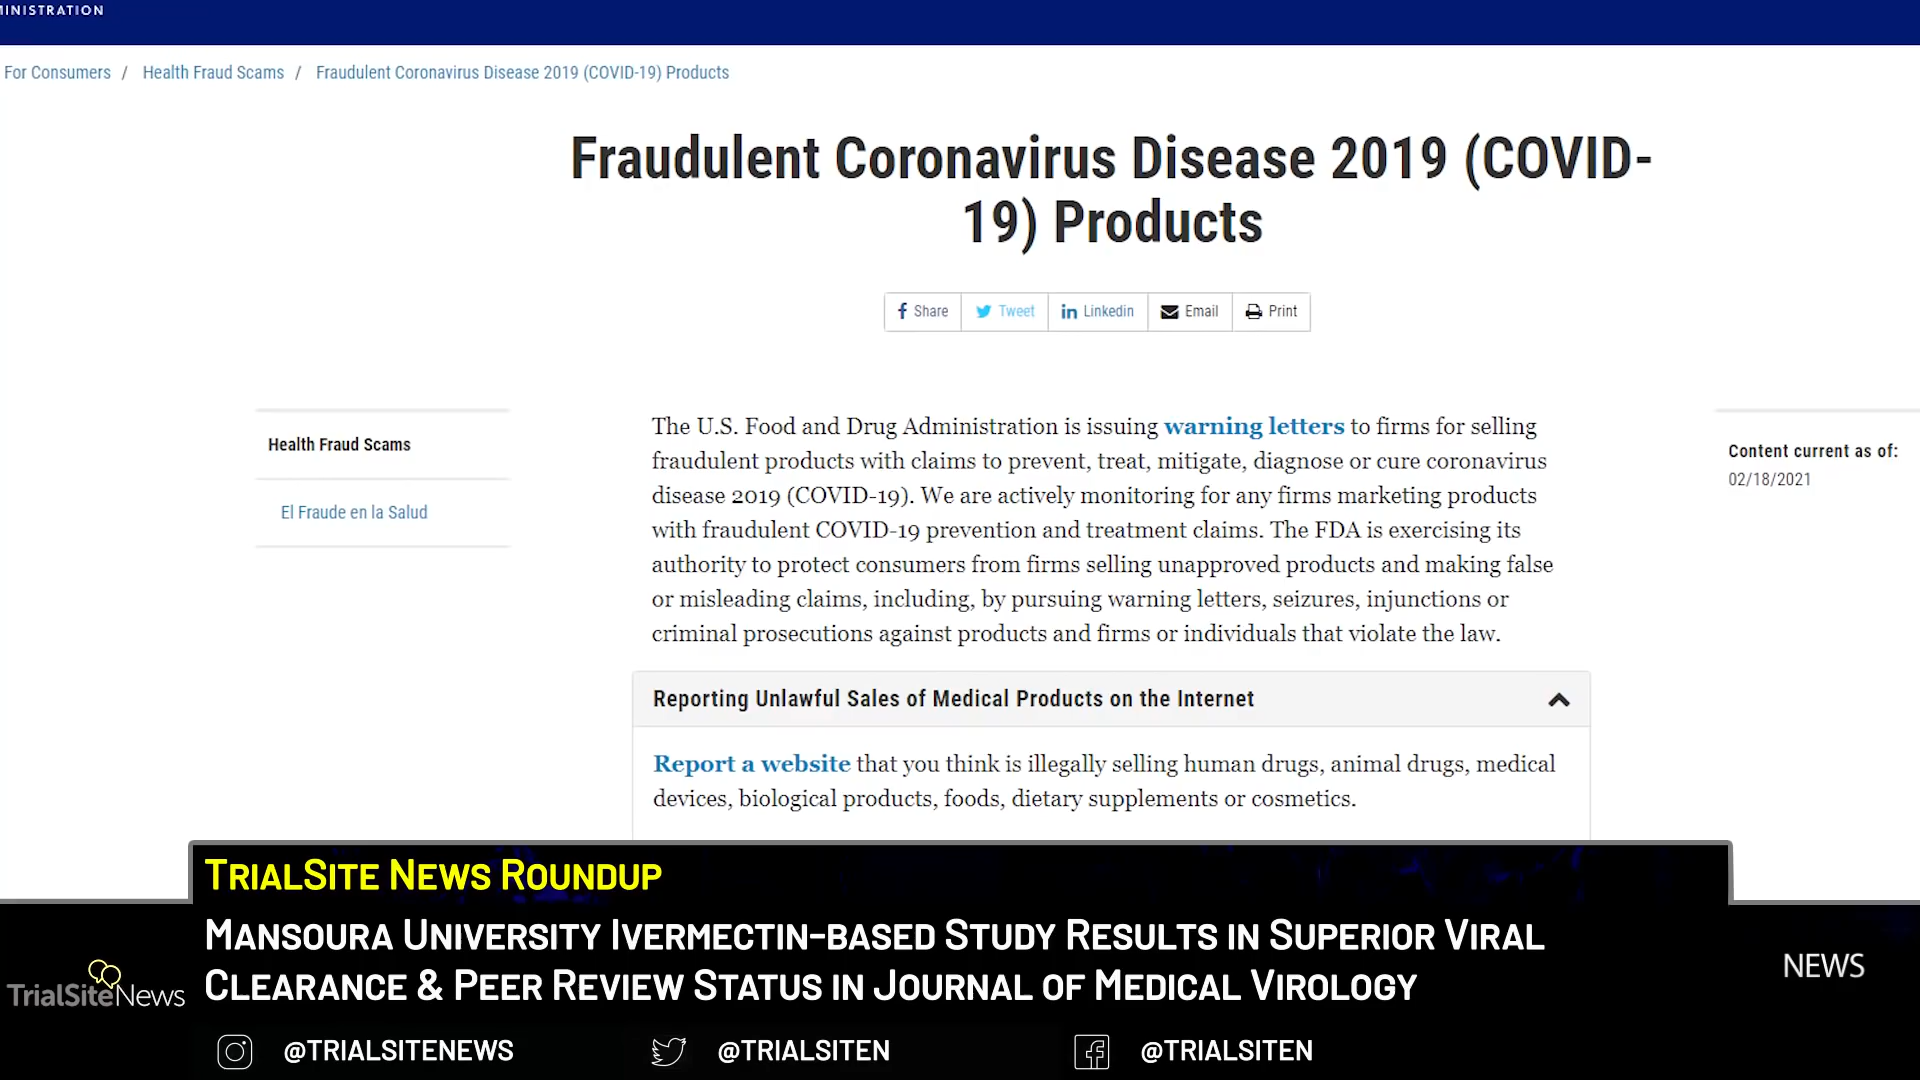 MINISTRATION
For Consumers / Health Fraud Scams / Fraudulent Coronavirus Disease 2019 (COVID-19) Products
Fraudulent Coronavirus Disease 2019 (COVID-
19) Products
Share Tweet Linkedin Email Print
Health Fraud Scams
El Fraude en la Salud
The U.S. Food and Drug Administration is issuing warning letters to firms for selling
fraudulent products with claims to prevent, treat, mitigate, diagnose or cure coronavirus
disease 2019 (COVID-19). We are actively monitoring for any firms marketing products
with fraudulent COVID-19 prevention and treatment claims. The FDA is exercising its
authority to protect consumers from firms selling unapproved products and making false
or misleading claims, including, by pursuing warning letters, seizures, injunctions or
criminal prosecutions against products and firms or individuals that violate the law.
Content current as of:
02/18/2021
Reporting Unlawful Sales of Medical Products on the Internet
Report a website that you think is illegally selling human drugs, animal drugs, medical
devices, biological products, foods, dietary supplements or cosmetics.
TrialSite News Roundup
Mansoura University Ivermectin-based Study Results in Superior Viral
Clearance & Peer Review Status in Journal of Medical Virology
TrialSiteNews
NEWS
@TRIALSITENEWS @TRIALSITEN @TRIALSITEN